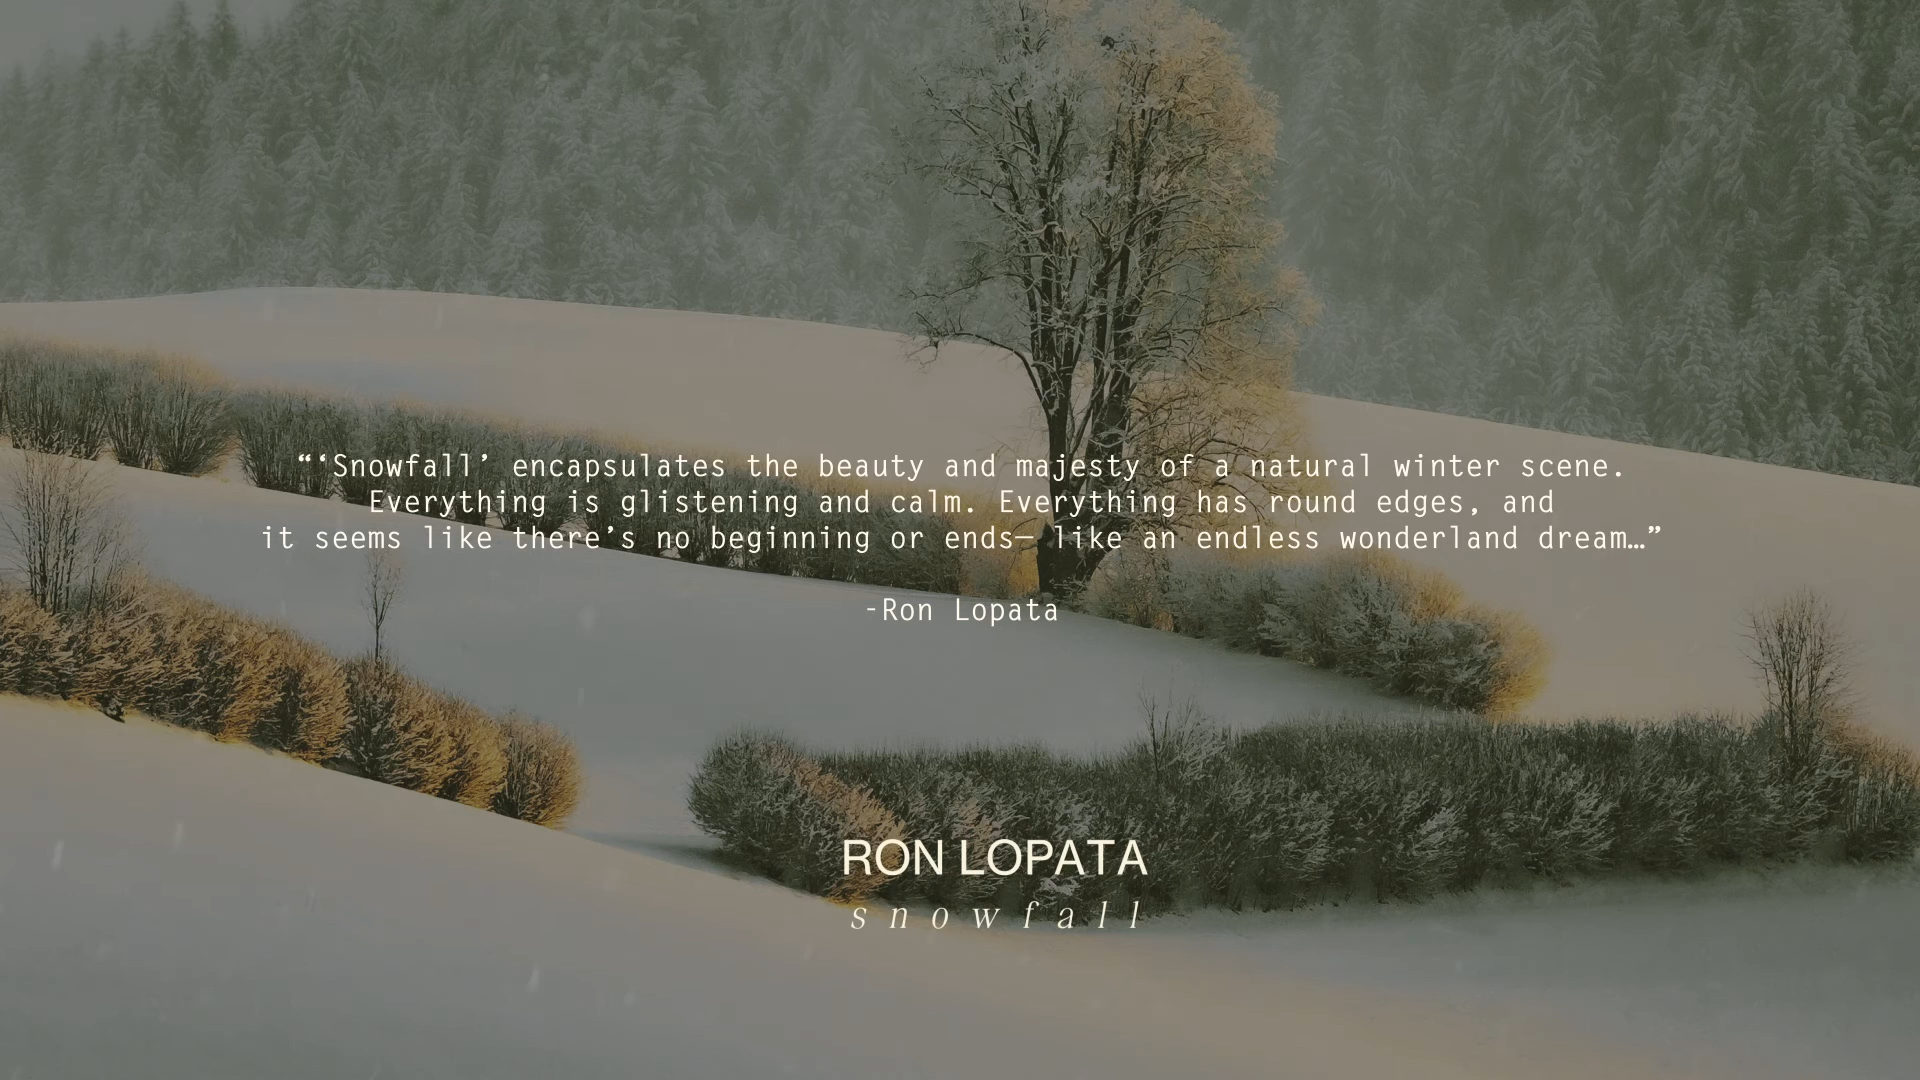 “‘Snowfall’ encapsulates the beauty and majesty of a natural winter scene.
Everything is glistening and calm. Everything has round edges, and
it seems like there’s no beginning or ends— like an endless wonderland dream…”
-Ron Lopata
RON LOPATA
snowfall